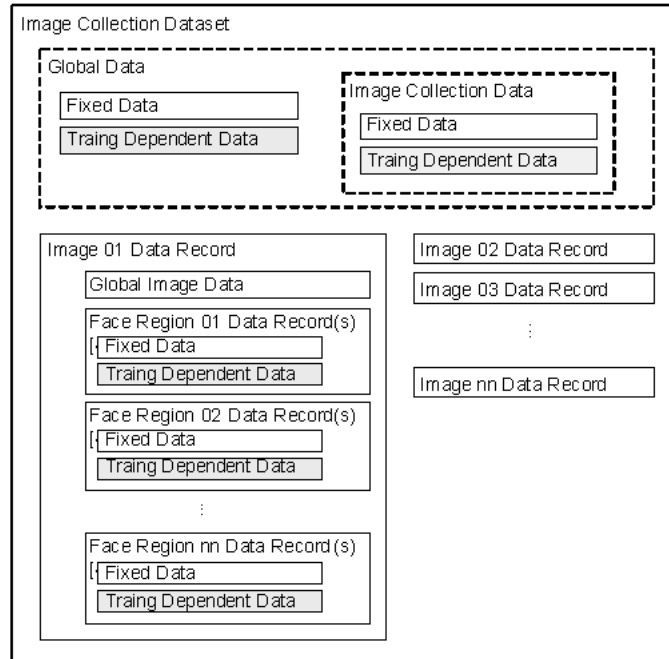 Image Collection Dataset
Global Data
Fixed Data
Traing Dependent Data
Image Collection Data
Fixed Data
Traing Dependent Data
Image 01 Data Record
Global Image Data
Face Region 01 Data Record(s)
[Fixed Data
Traing Dependent Data
Face Region 02 Data Record(s)
[Fixed Data
Traing Dependent Data
⋮
Face Region nn Data Record(s)
[Fixed Data
Traing Dependent Data
Image 02 Data Record
Image 03 Data Record
⋮
Image nn Data Record